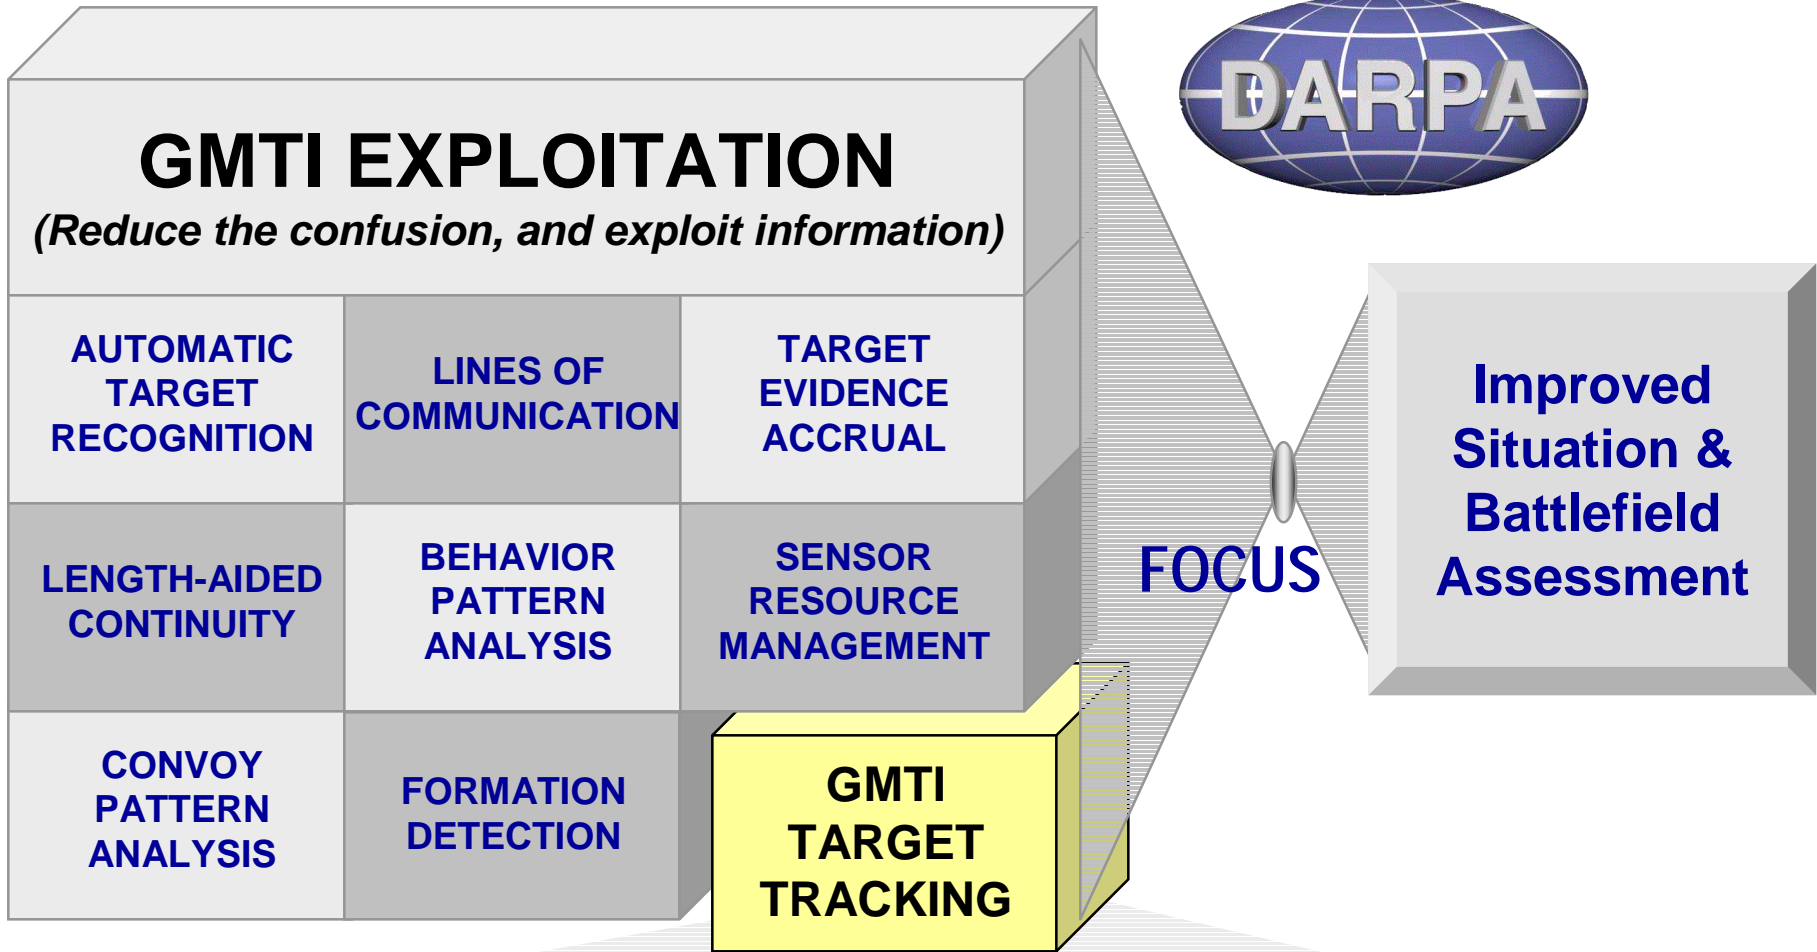 DARPA
GMTI EXPLOITATION
(Reduce the confusion, and exploit information)
AUTOMATIC
TARGET
RECOGNITION
LINES OF
COMMUNICATION
TARGET
EVIDENCE
ACCRUAL
LENGTH-AIDED
CONTINUITY
BEHAVIOR
PATTERN
ANALYSIS
SENSOR
RESOURCE
MANAGEMENT
CONVOY
PATTERN
ANALYSIS
FORMATION
DETECTION
GMTI
TARGET
TRACKING
FOCUS
Improved
Situation &
Battlefield
Assessment